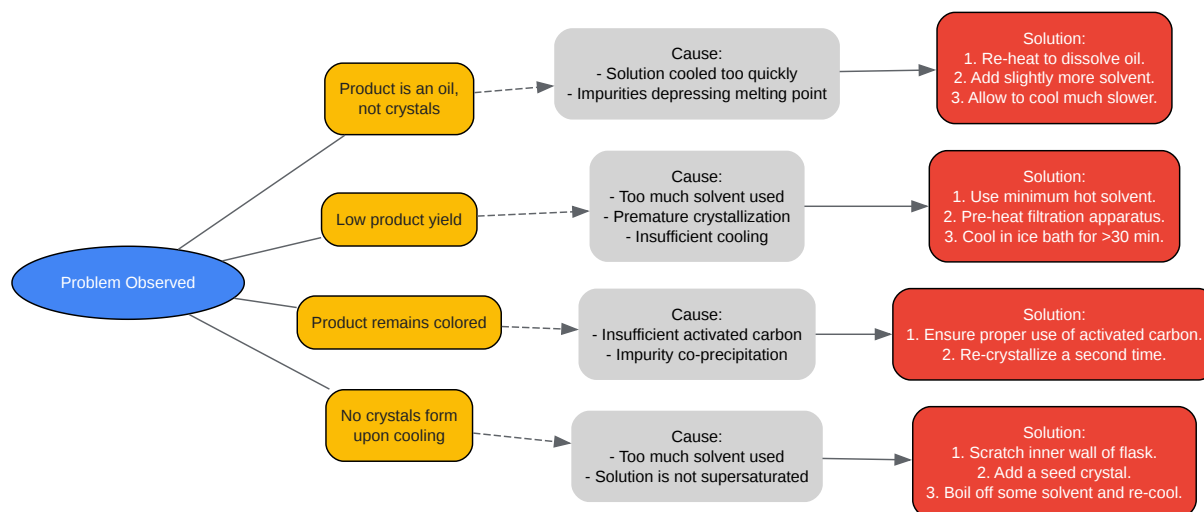 Problem Observed
Product is an oil,
not crystals
Cause:
- Solution cooled too quickly
- Impurities depressing melting point
Solution:
1. Re-heat to dissolve oil.
2. Add slightly more solvent.
3. Allow to cool much slower.
Low product yield
Cause:
- Too much solvent used
- Premature crystallization
- Insufficient cooling
Solution:
1. Use minimum hot solvent.
2. Pre-heat filtration apparatus.
3. Cool in ice bath for >30 min.
Product remains colored
Cause:
- Insufficient activated carbon
- Impurity co-precipitation
Solution:
1. Ensure proper use of activated carbon.
2. Re-crystallize a second time.
No crystals form
upon cooling
Cause:
- Too much solvent used
- Solution is not supersaturated
Solution:
1. Scratch inner wall of flask.
2. Add a seed crystal.
3. Boil off some solvent and re-cool.